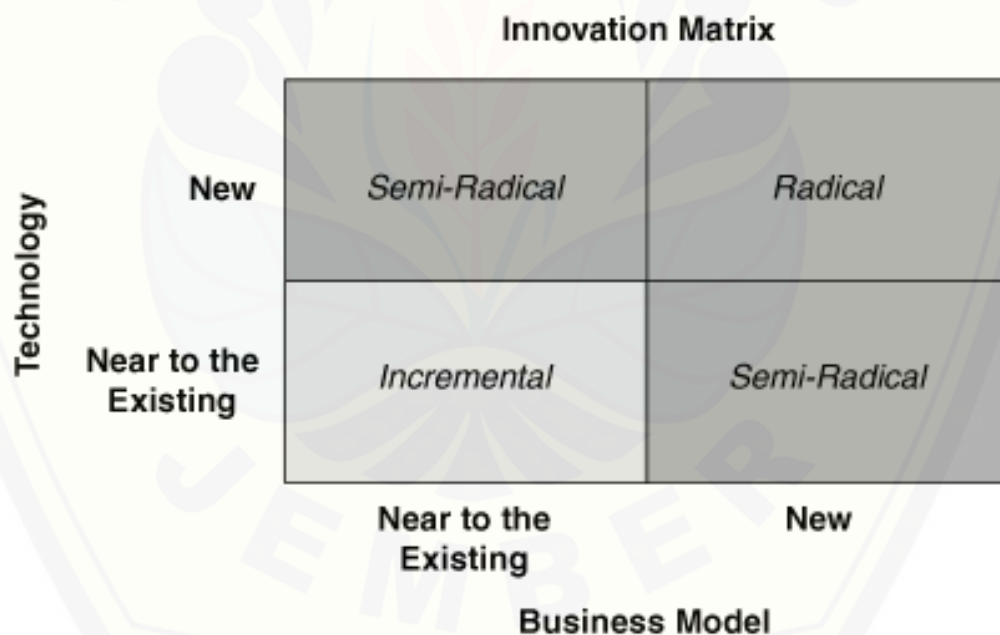 Innovation Matrix
Technology
New
Semi-Radical
Radical
Near to the
Existing
Incremental
Semi-Radical
Near to the
Existing
New
Business Model
JEMBER